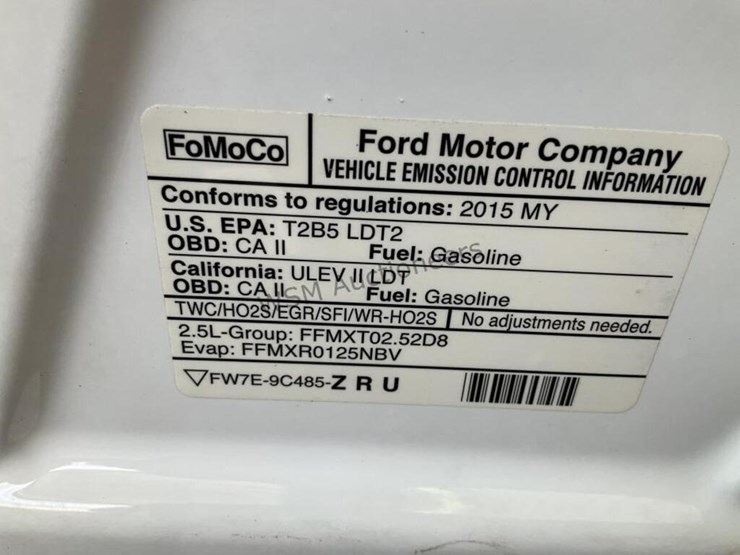 FoMoCo
Ford Motor Company
VEHICLE EMISSION CONTROL INFORMATION
Conforms to regulations: 2015 MY
U.S. EPA: T2B5 LDT2
OBD: CA II Fuel: Gasoline
California: ULEV II LDT
OBD: CA II Fuel: Gasoline
TWC/HO2S/EGR/SFI/WR-HO2S No adjustments needed.
2.5L-Group: FFMXT02.52D8
Evap: FFMXR0125NBV
FW7E-9C485-Z R U
WSM Auctioneers